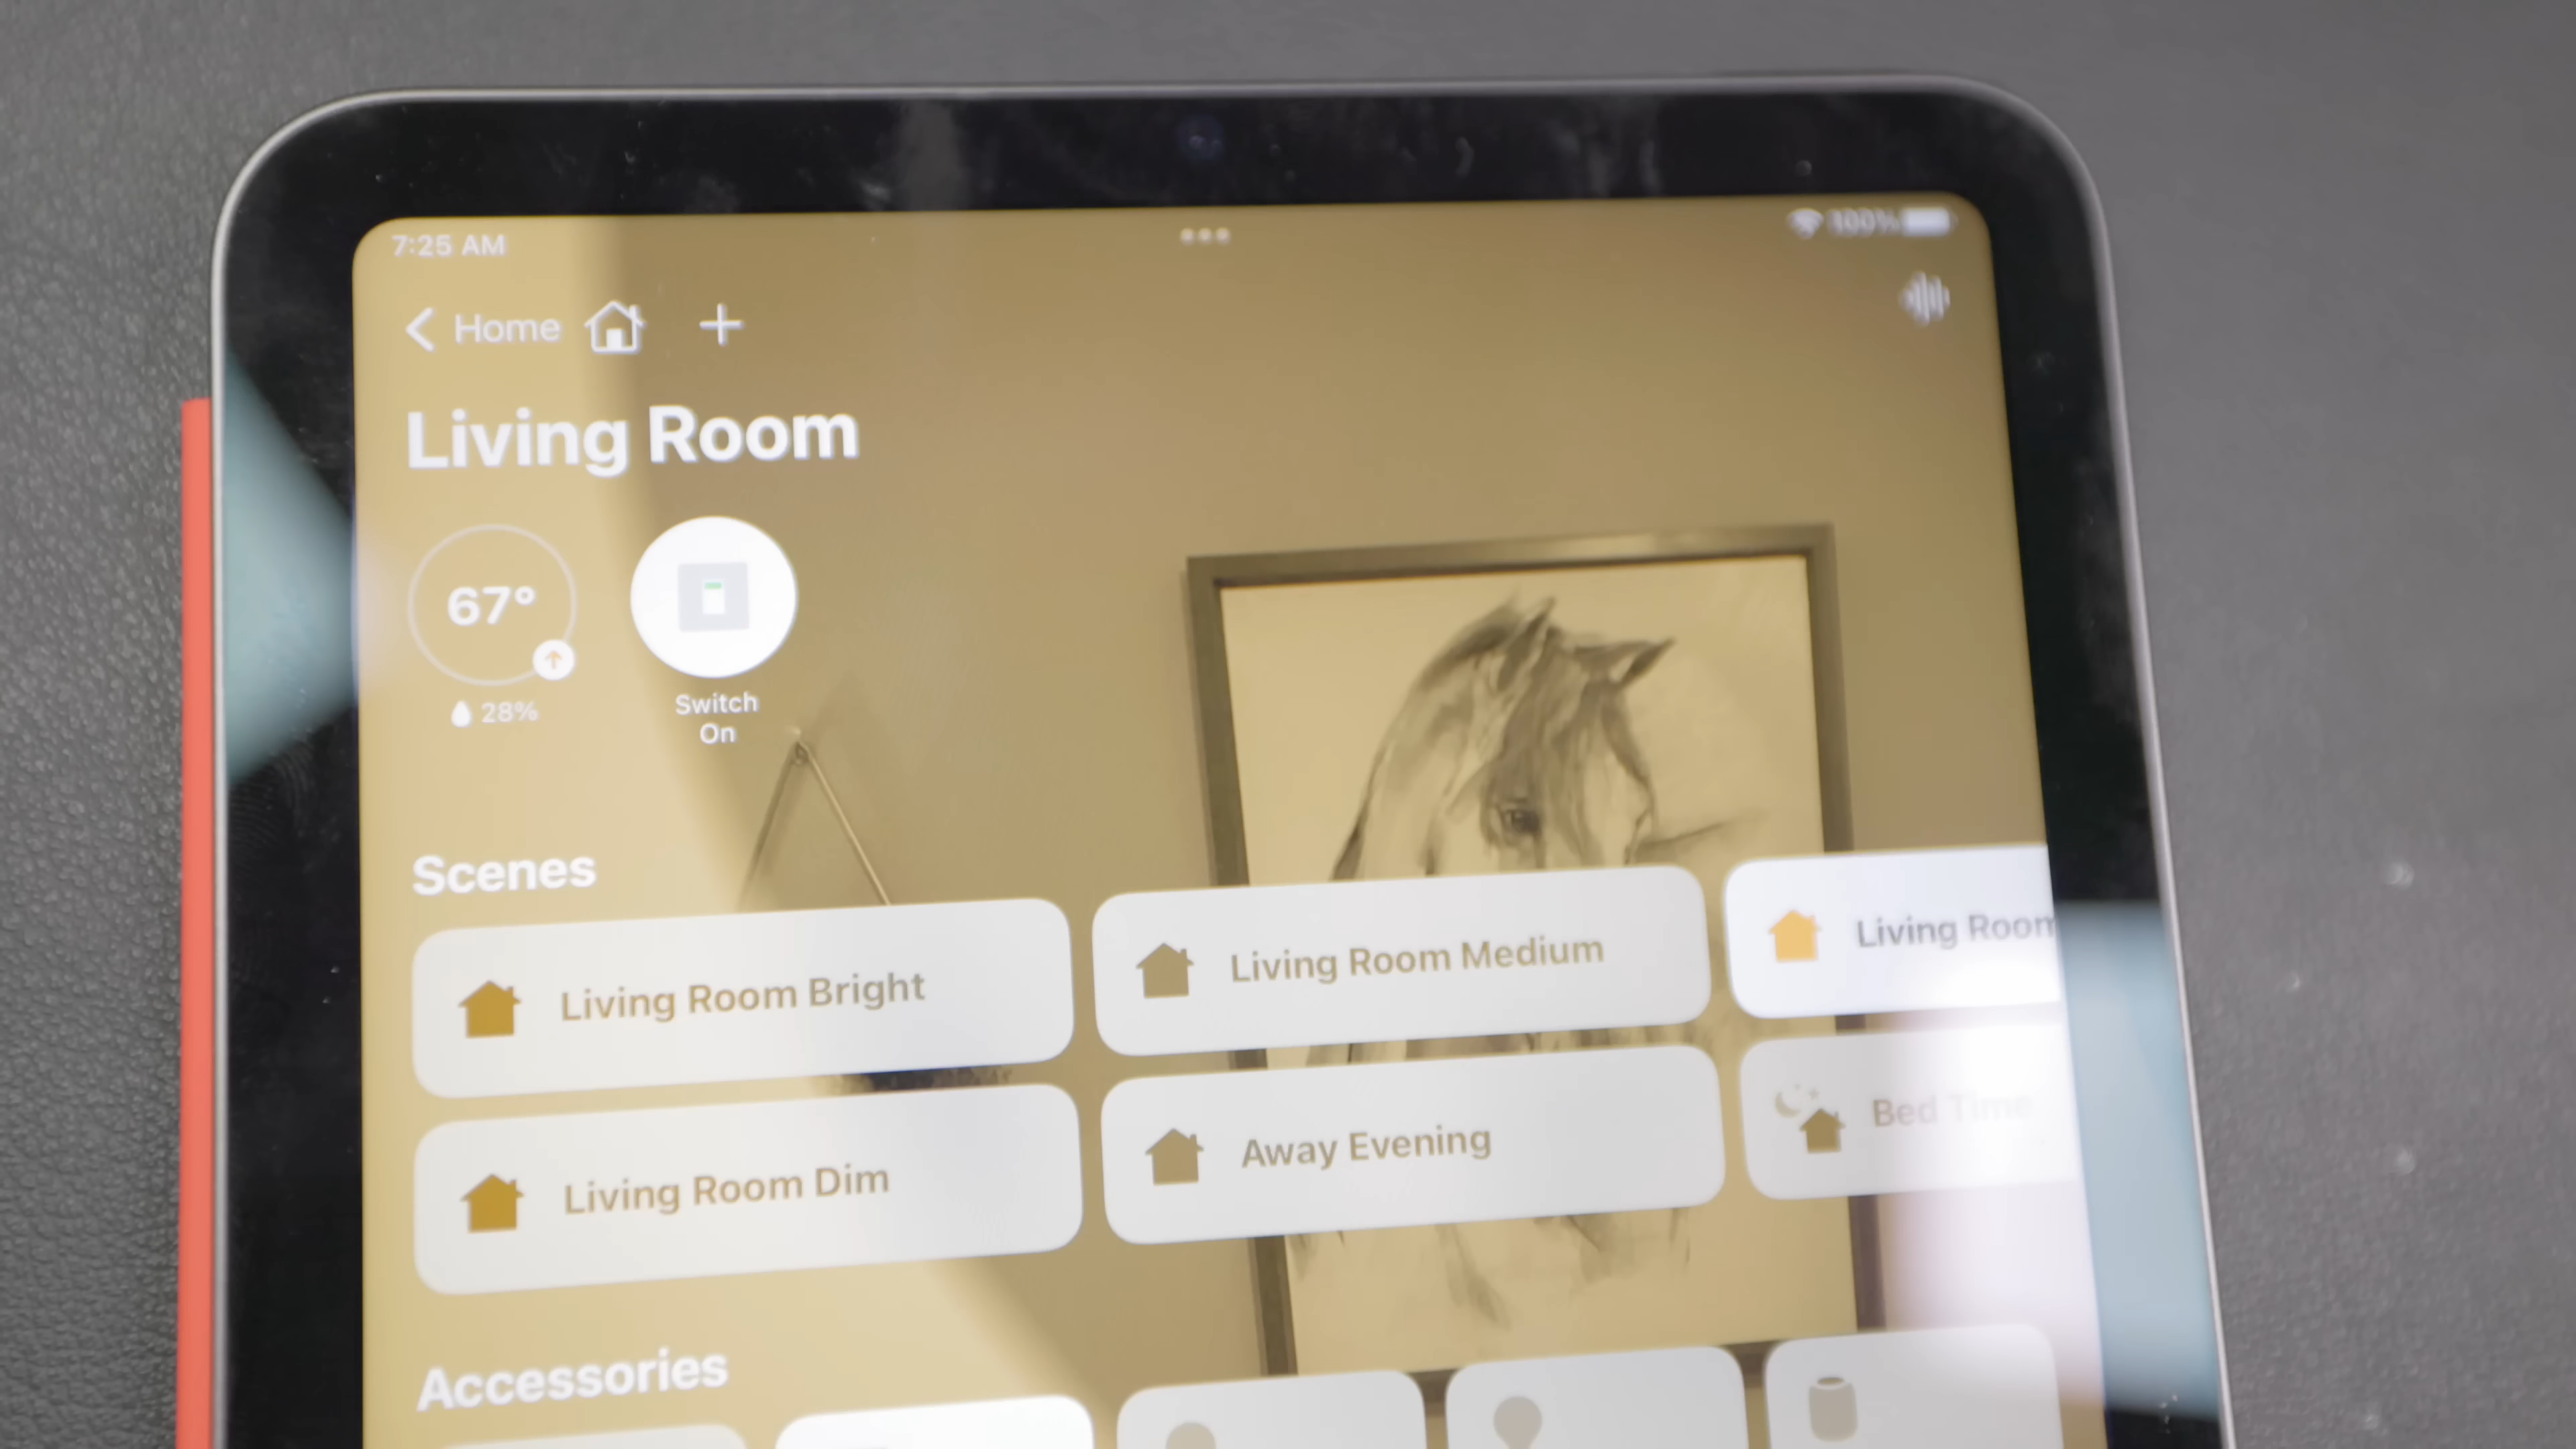 7:25 AM
100%
Home
Living Room
67°
28%
Switch
On
Scenes
Living Room Bright
Living Room Medium
Living Room
Living Room Dim
Away Evening
Bed Time
Accessories